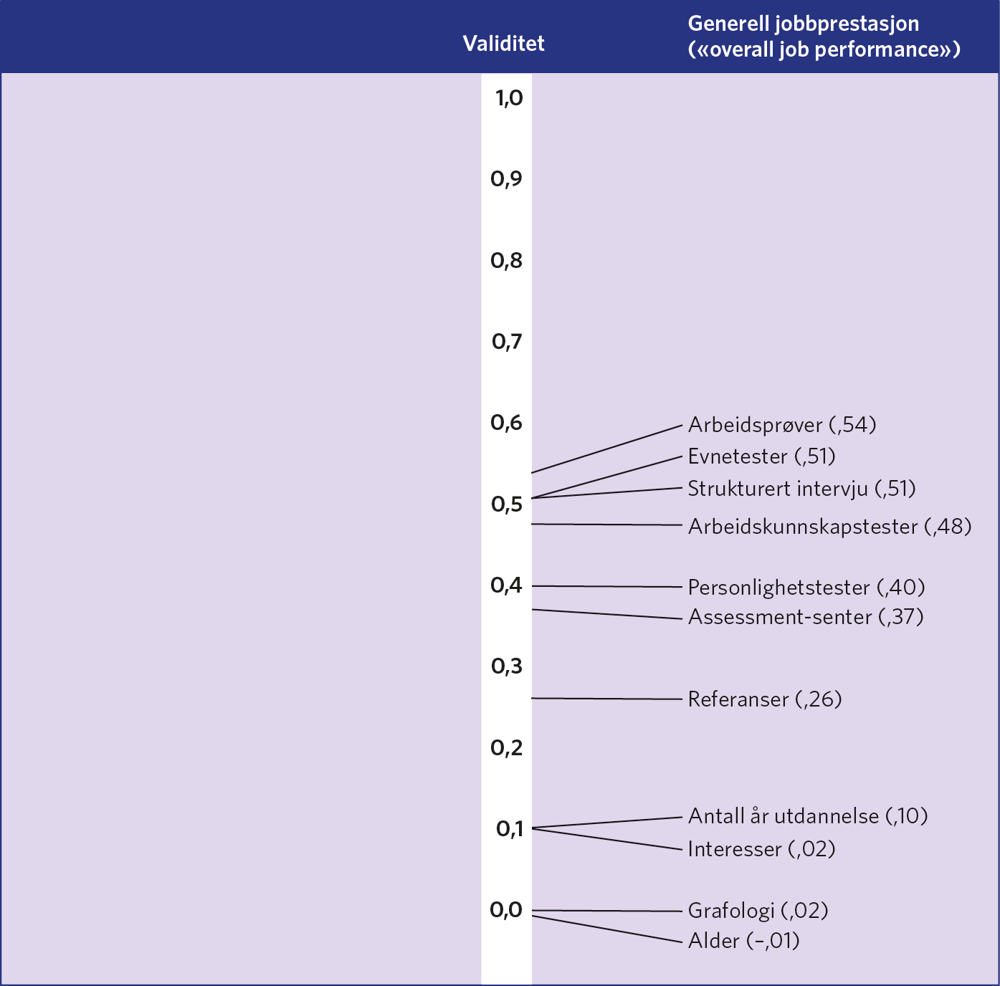 Validitet
Generell jobbprestasjon
(«overall job performance»)
1,0
0,9
0,8
0,7
0,6
Arbeidsprøver (,54)
Evnetester (,51)
Strukturert intervju (,51)
0,5
Arbeidskunnskapstester (,48)
0,4
Personlighetstester (,40)
Assessment-senter (,37)
0,3
Referanser (,26)
0,2
Antall år utdannelse (,10)
0,1
Interesser (,02)
0,0
Grafologi (,02)
Alder (–,01)